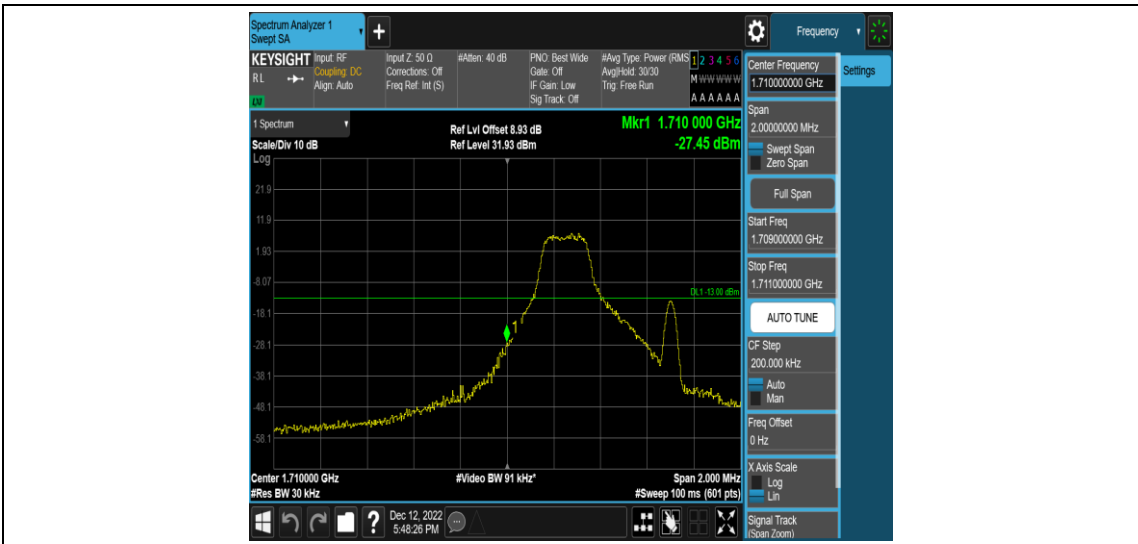 Spectrum Analyzer 1
Swept SA
+
Frequency
KEYSIGHT
RL
LXI
Input: RF
Coupling: DC
Align: Auto
Input Z: 50 Ω
Corrections: Off
Freq Ref: Int (S)
#Atten: 40 dB
PNO: Best Wide
Gate: Off
IF Gain: Low
Sig Track: Off
#Avg Type: Power (RMS
Avg|Hold: 30/30
Trig: Free Run
1 2 3 4 5 6
M W W W W W
A A A A A A
1 Spectrum
Scale/Div 10 dB
Ref Lvl Offset 8.93 dB
Ref Level 31.93 dBm
Mkr1 1.710 000 GHz
-27.45 dBm
Log
21.9
11.9
1.93
-8.07
-18.1
-28.1
-38.1
-48.1
-58.1
DL1 -13.00 dBm
1
Center 1.71000 GHz
#Res BW 30 kHz
#Video BW 91 kHz*
Span 2.000 MHz
#Sweep 100 ms (601 pts)
?
Dec 12, 2022
5:48:26 PM
Center Frequency
1.710000000 GHz
Settings
Span
2.00000000 MHz
Swept Span
Zero Span
Full Span
Start Freq
1.709000000 GHz
Stop Freq
1.711000000 GHz
AUTO TUNE
CF Step
200.000 kHz
Auto
Man
Freq Offset
0 Hz
X Axis Scale
Log
Lin
Signal Track
(Span Zoom)